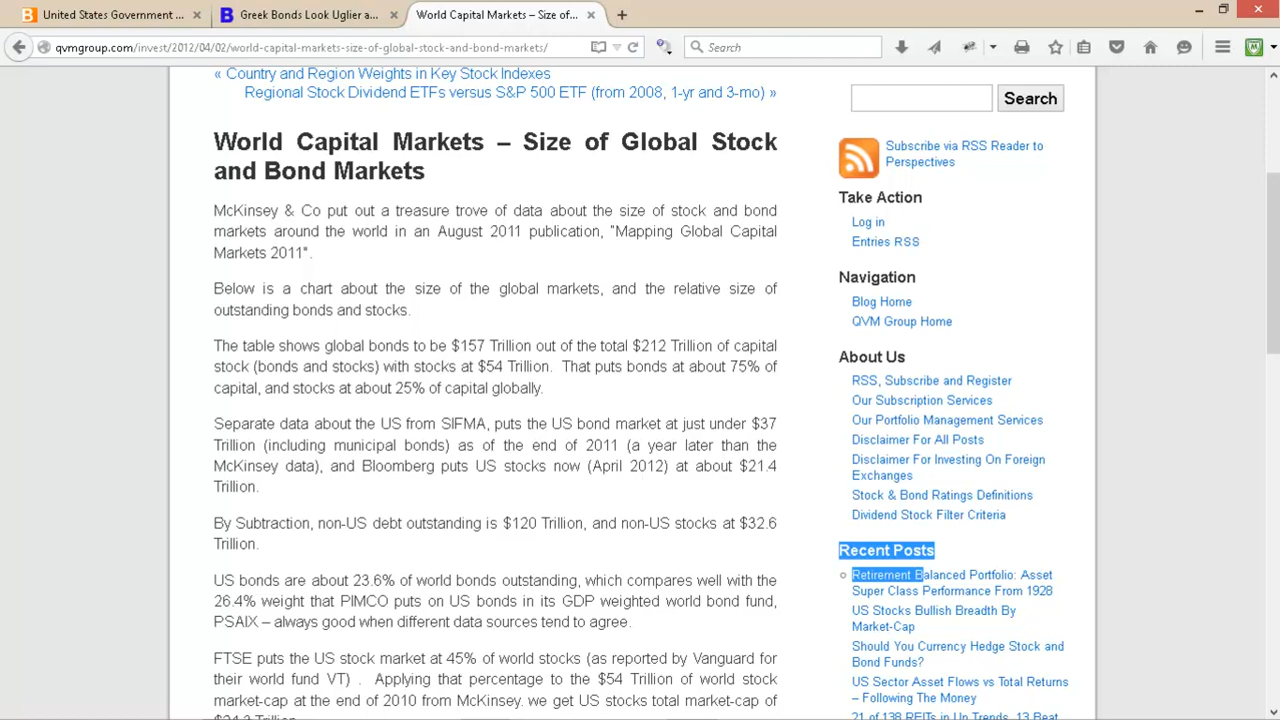 United States Government ...
Greek Bonds Look Uglier a...
World Capital Markets – Size of...
qvmgroup.com/invest/2012/04/02/world-capital-markets-size-of-global-stock-and-bond-markets/
Search
« Country and Region Weights in Key Stock Indexes
Regional Stock Dividend ETFs versus S&P 500 ETF (from 2008, 1-yr and 3-mo) »
World Capital Markets – Size of Global Stock
and Bond Markets
McKinsey & Co put out a treasure trove of data about the size of stock and bond
markets around the world in an August 2011 publication, "Mapping Global Capital
Markets 2011".
Below is a chart about the size of the global markets, and the relative size of
outstanding bonds and stocks.
The table shows global bonds to be $157 Trillion out of the total $212 Trillion of capital
stock (bonds and stocks) with stocks at $54 Trillion. That puts bonds at about 75% of
capital, and stocks at about 25% of capital globally.
Separate data about the US from SIFMA, puts the US bond market at just under $37
Trillion (including municipal bonds) as of the end of 2011 (a year later than the
McKinsey data), and Bloomberg puts US stocks now (April 2012) at about $21.4
Trillion.
By Subtraction, non-US debt outstanding is $120 Trillion, and non-US stocks at $32.6
Trillion.
US bonds are about 23.6% of world bonds outstanding, which compares well with the
26.4% weight that PIMCO puts on US bonds in its GDP weighted world bond fund,
PSAIX – always good when different data sources tend to agree.
FTSE puts the US stock market at 45% of world stocks (as reported by Vanguard for
their world fund VT) . Applying that percentage to the $54 Trillion of world stock
market-cap at the end of 2010 from McKinsey, we get US stocks total market-cap of
$24.3 Trillion.
Search
Subscribe via RSS Reader to
Perspectives
Take Action
Log in
Entries RSS
Navigation
Blog Home
QVM Group Home
About Us
RSS, Subscribe and Register
Our Subscription Services
Our Portfolio Management Services
Disclaimer For All Posts
Disclaimer For Investing On Foreign
Exchanges
Stock & Bond Ratings Definitions
Dividend Stock Filter Criteria
Recent Posts
Retirement Balanced Portfolio: Asset
Super Class Performance From 1928
US Stocks Bullish Breadth By
Market-Cap
Should You Currency Hedge Stock and
Bond Funds?
US Sector Asset Flows vs Total Returns
– Following The Money
21 of 138 REITs in Up Trends, 13 Beat